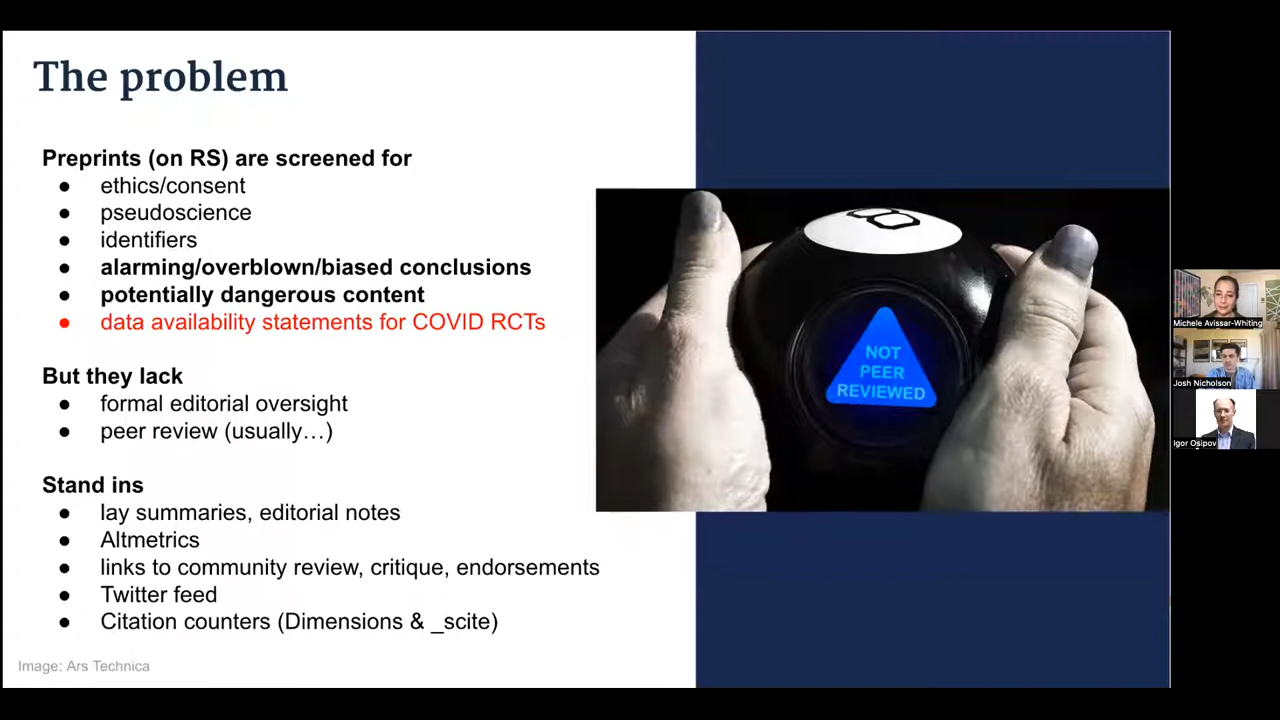 The problem
Preprints (on RS) are screened for
● ethics/consent
● pseudoscience
● identifiers
● alarming/overblown/biased conclusions
● potentially dangerous content
● data availability statements for COVID RCTs
But they lack
● formal editorial oversight
● peer review (usually…)
Stand ins
● lay summaries, editorial notes
● Altmetrics
● links to community review, critique, endorsements
● Twitter feed
● Citation counters (Dimensions & _scite)
Image: Ars Technica
8
NOT
PEER
REVIEWED
Michele Avissar-Whiting
Josh Nicholson
Igor Osipov